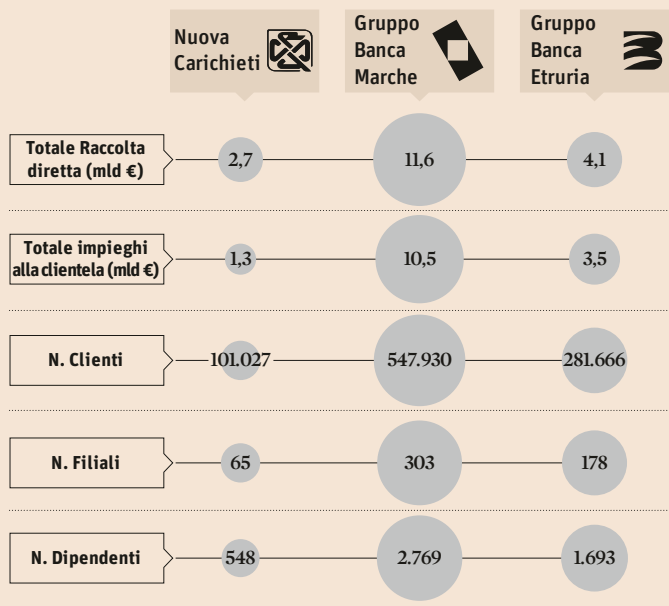 Nuova
Carichieti
Gruppo
Banca
Marche
Gruppo
Banca
Etruria
Totale Raccolta
diretta (mld €)
2,7
11,6
4,1
Totale impieghi
alla clientela (mld €)
1,3
10,5
3,5
N. Clienti
101.027
547.930
281.666
N. Filiali
65
303
178
N. Dipendenti
548
2.769
1.693